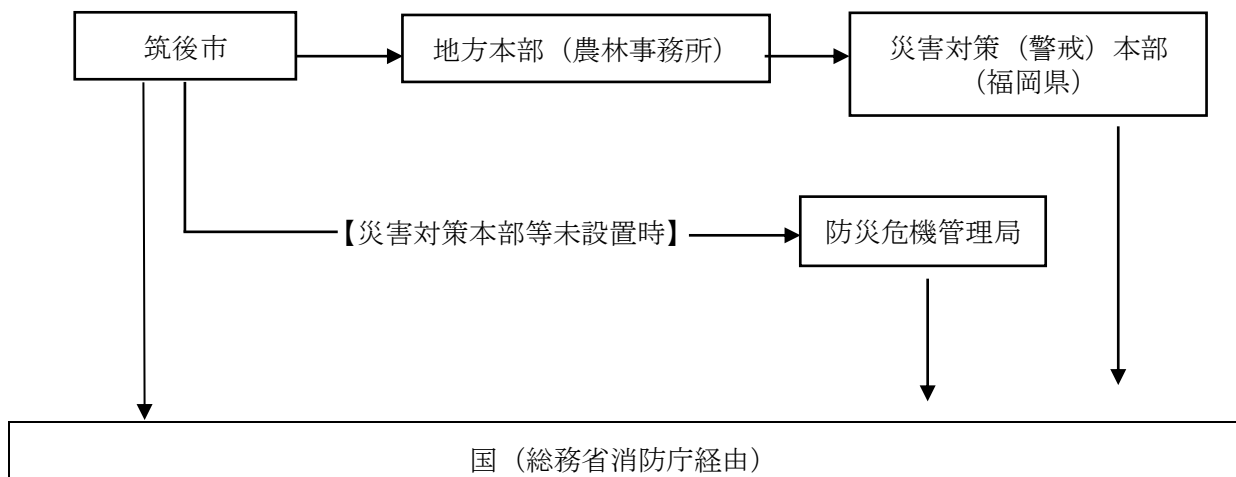 筑後市
地方本部（農林事務所）
災害対策（警戒）本部
（福岡県）
【災害対策本部等未設置時】
防災危機管理局
国（総務省消防庁経由）